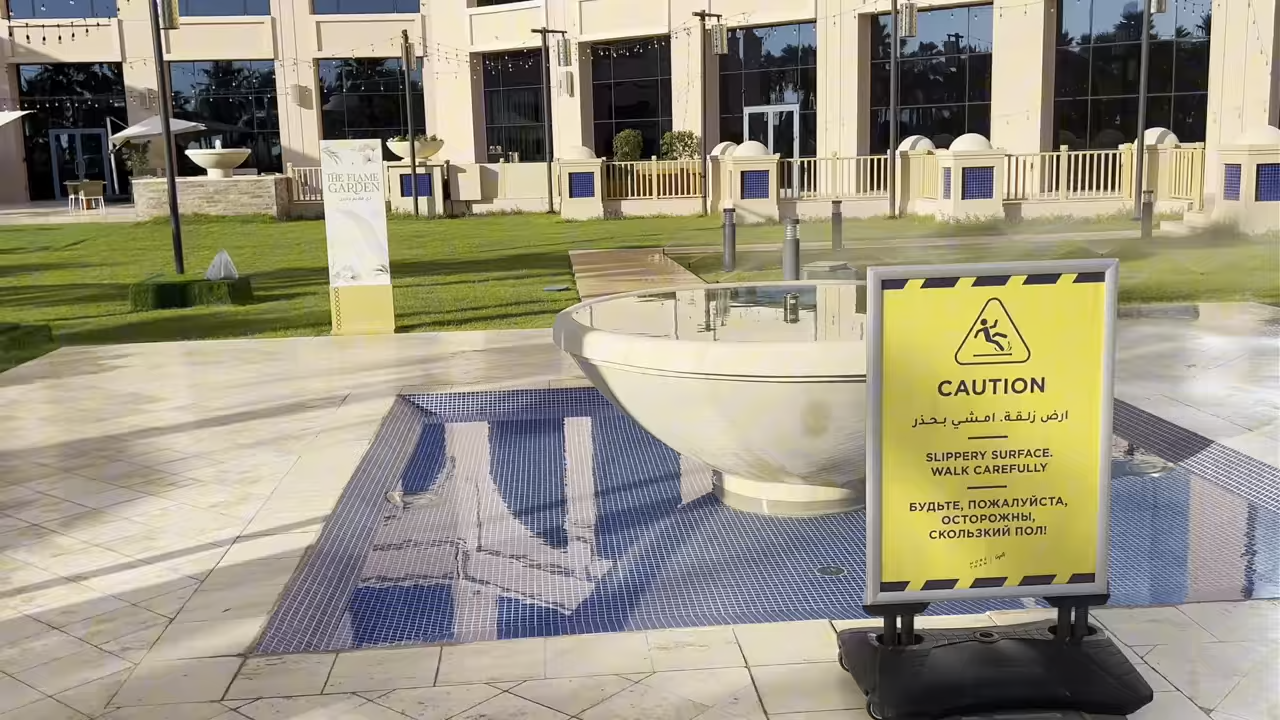 THE FLAME
GARDEN
CAUTION
ارض زلقة. امشي بحذر
SLIPPERY SURFACE.
WALK CAREFULLY
БУДЬТЕ, ПОЖАЛУЙСТА,
ОСТОРОЖНЫ,
СКОЛЬЗКИЙ ПОЛ!